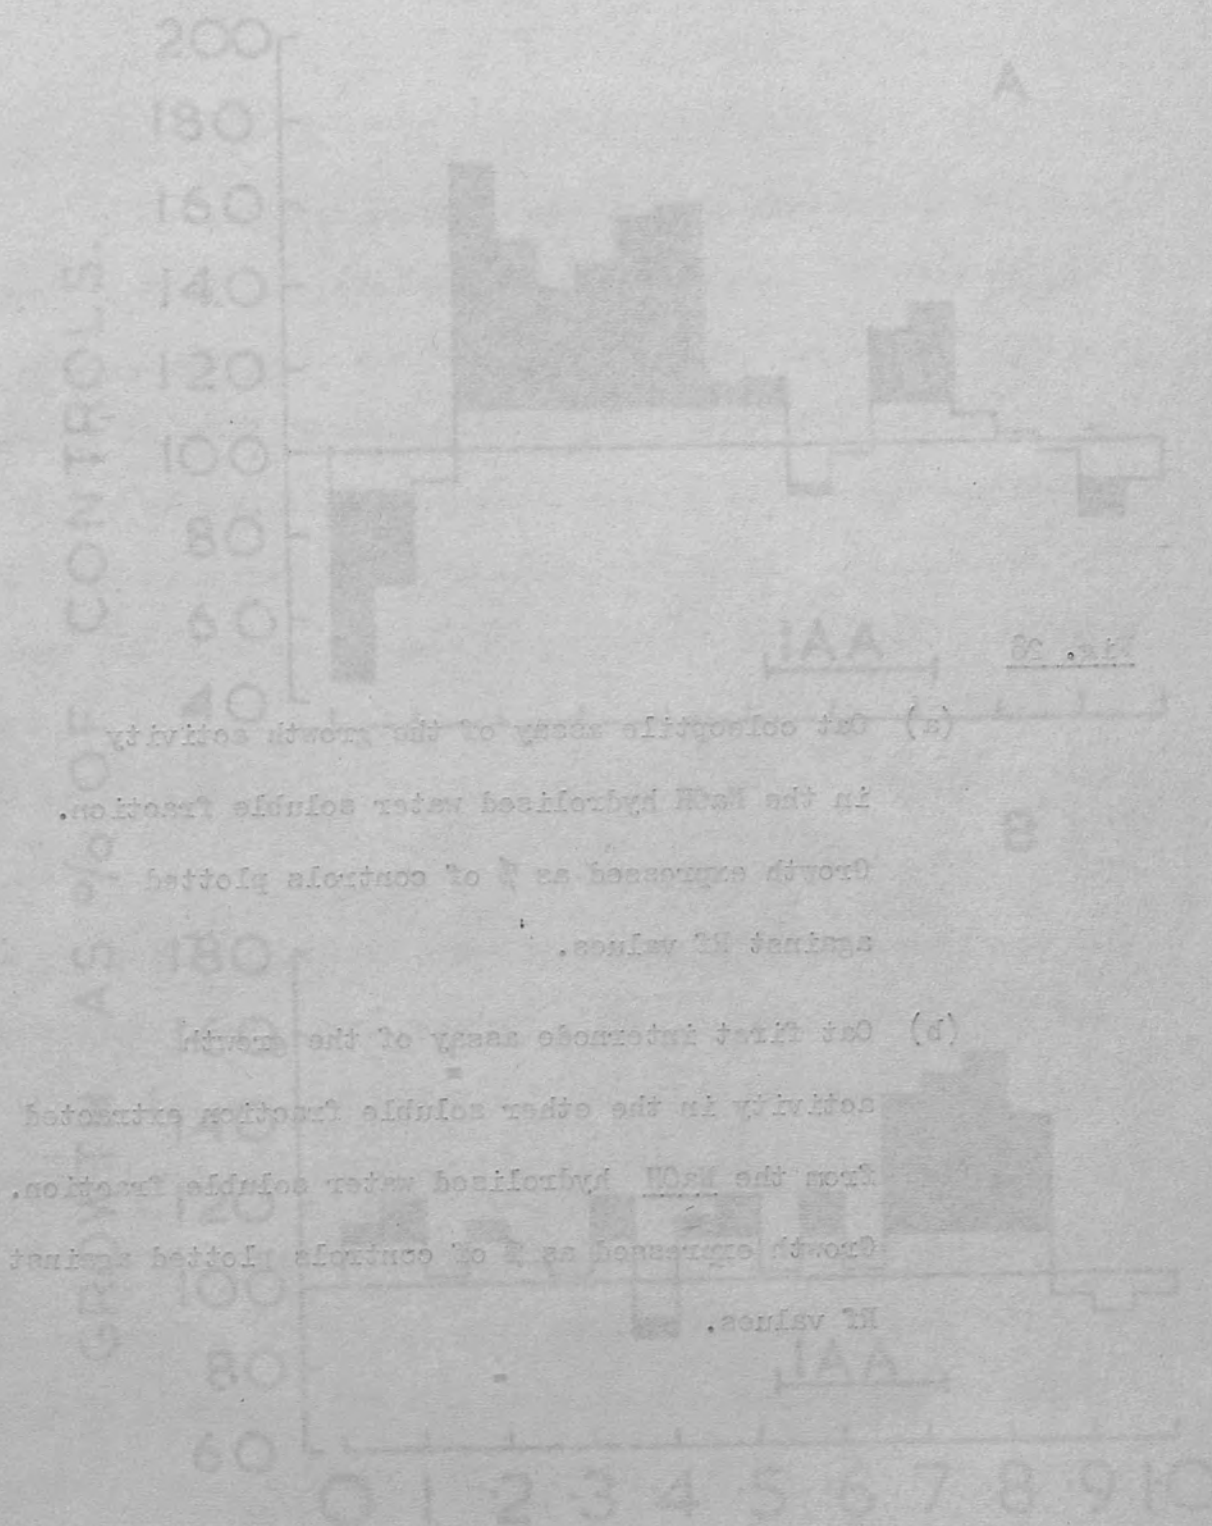 200
A
180
160
140
120
100
80
60
40
IAA
GROWTH AS % OF CONTROLS.
Fig. 26
(a) Oat coleoptile assay of the growth activity
in the NaOH hydrolised water soluble fraction.
Growth expressed as % of controls plotted
against Rf values.
(b) Oat first internode assay of the growth
activity in the ether soluble fraction extracted
from the NaOH hydrolised water soluble fraction.
Growth expressed as % of controls plotted against
Rf values.
B
180
160
140
120
100
80
60
IAA
0 1 2 3 4 5 6 7 8 9 10